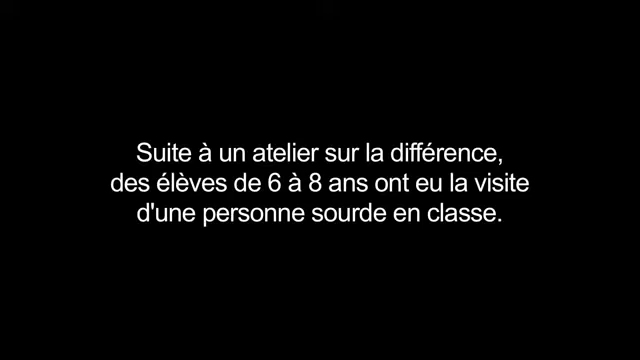 Suite à un atelier sur la différence,
des élèves de 6 à 8 ans ont eu la visite
d'une personne sourde en classe.